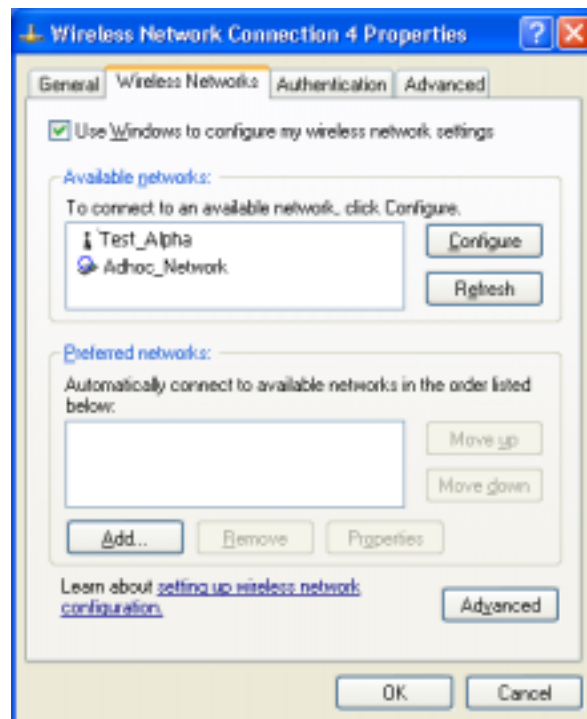 Wireless Network Connection 4 Properties
General Wireless Networks Authentication Advanced
Use Windows to configure my wireless network settings
Available networks:
To connect to an available network, click Configure.
Test_Alpha
Configure
Adhoc_Network
Refresh
Preferred networks:
Automatically connect to available networks in the order listed
below:
Move up
Move down
Add... Remove Properties
Learn about setting up wireless network
configuration.
Advanced
OK Cancel